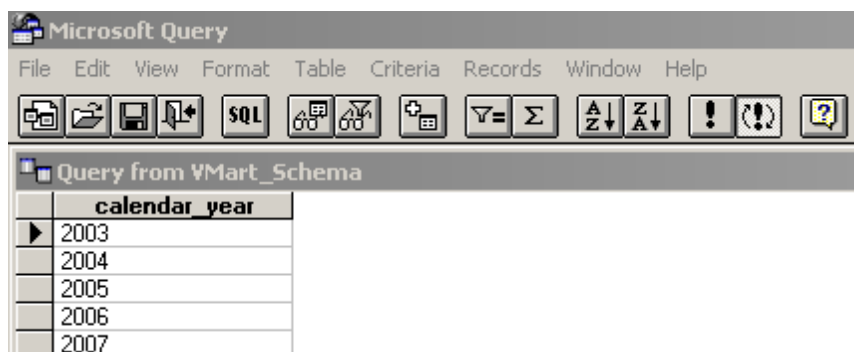 Microsoft Query
File Edit View Format Table Criteria Records Window Help
SQL A Z Z A
Query from VMart_Schema
calendar_year
2003
2004
2005
2006
2007